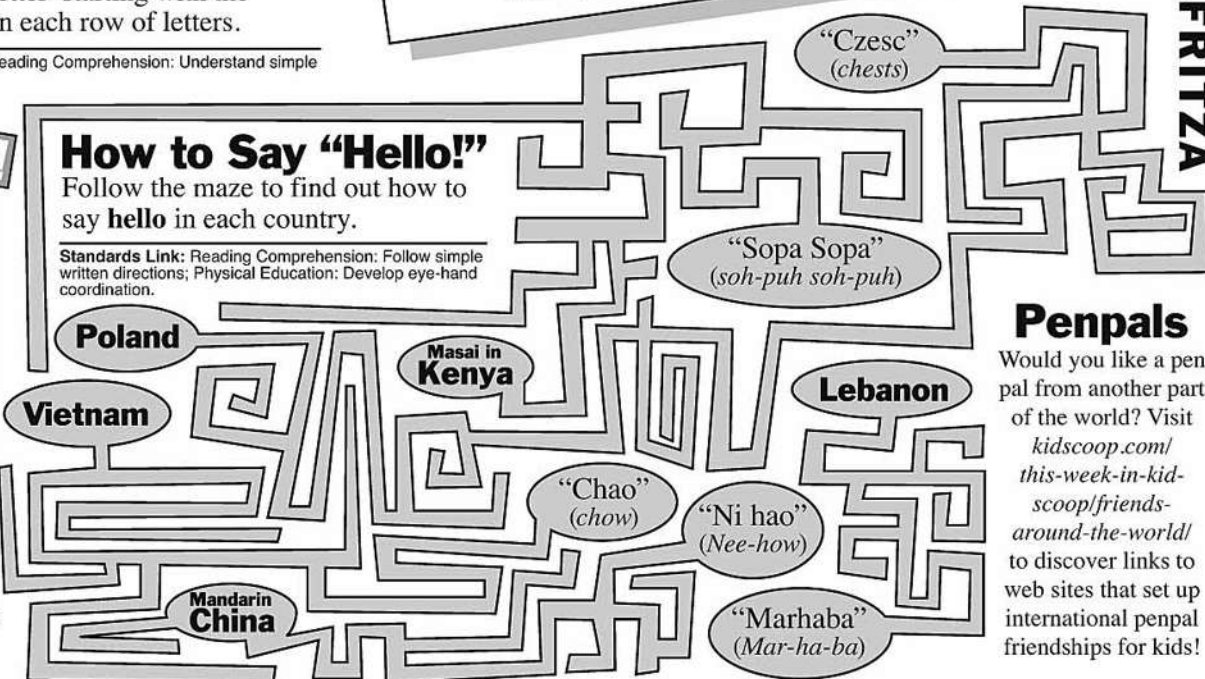 n each row of letters.
eading Comprehension: Understand simple
FRITZA
"Czesc"
(chests)
How to Say "Hello!"
Follow the maze to find out how to
say hello in each country.
Standards Link: Reading Comprehension: Follow simple
written directions; Physical Education: Develop eye-hand
coordination.
"Sopa Sopa"
(soh-puh soh-puh)
Poland
Masai in
Kenya
Vietnam
Lebanon
"Chao"
(chow)
"Ni hao"
(Nee-how)
Mandarin
China
"Marhaba"
(Mar-ha-ba)
Penpals
Would you like a pen
pal from another part
of the world? Visit
kidscoop.com/
this-week-in-kid-
scoop/friends-
around-the-world/
to discover links to
web sites that set up
international penpal
friendships for kids!